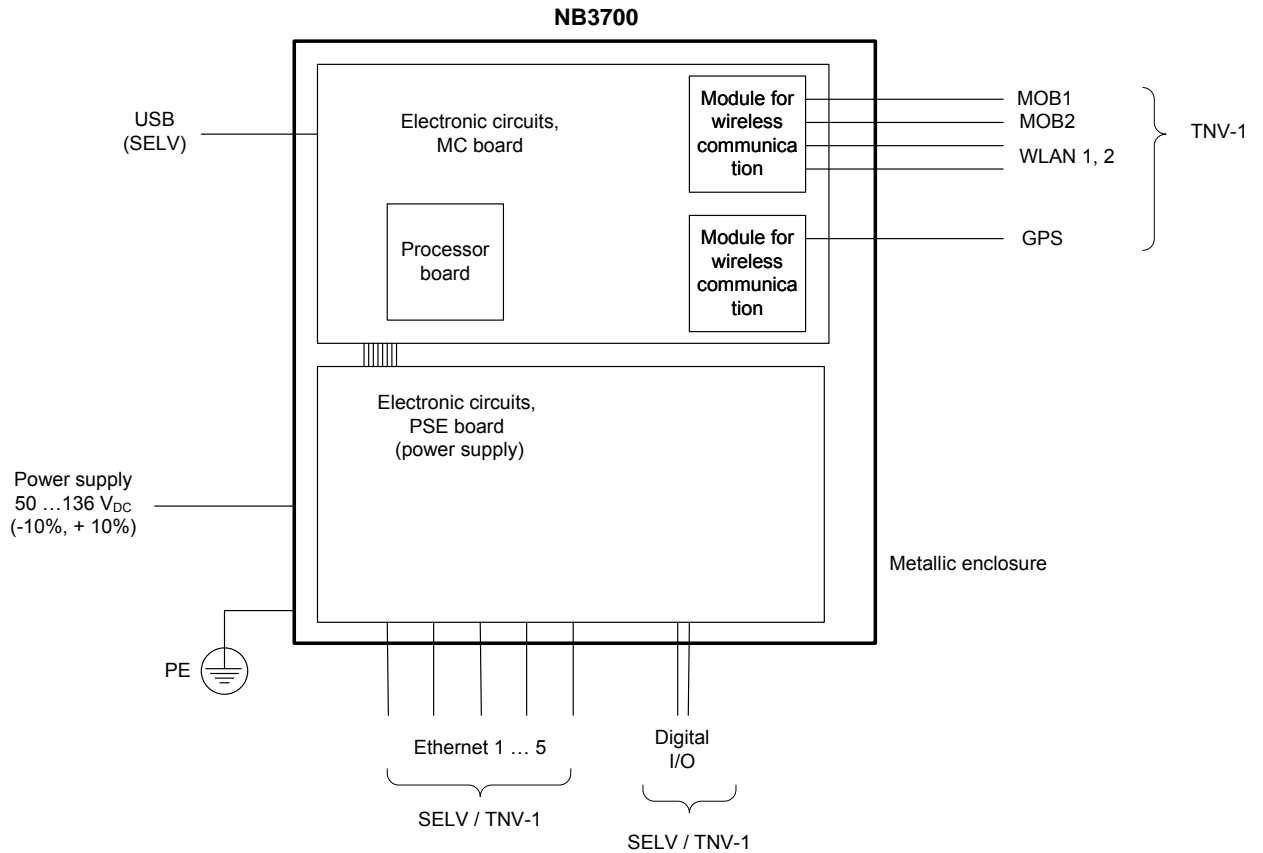 NB3700
USB
(SELV)
Electronic circuits,
MC board
Module for
wireless
communica
tion
MOB1
MOB2
WLAN 1, 2
TNV-1
Processor
board
Module for
wireless
communica
tion
GPS
Electronic circuits,
PSE board
(power supply)
Power supply
50 …136 VDC
(-10%, + 10%)
Metallic enclosure
PE
Ethernet 1 … 5
SELV / TNV-1
Digital
I/O
SELV / TNV-1